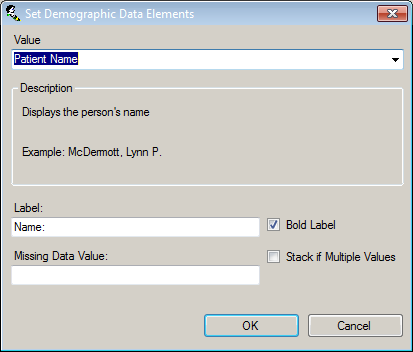 Set Demographic Data Elements
Value
Patient Name
Description
Displays the person's name
Example: McDermott, Lynn P.
Label:
Name:
Bold Label
Missing Data Value:
Stack if Multiple Values
OK
Cancel